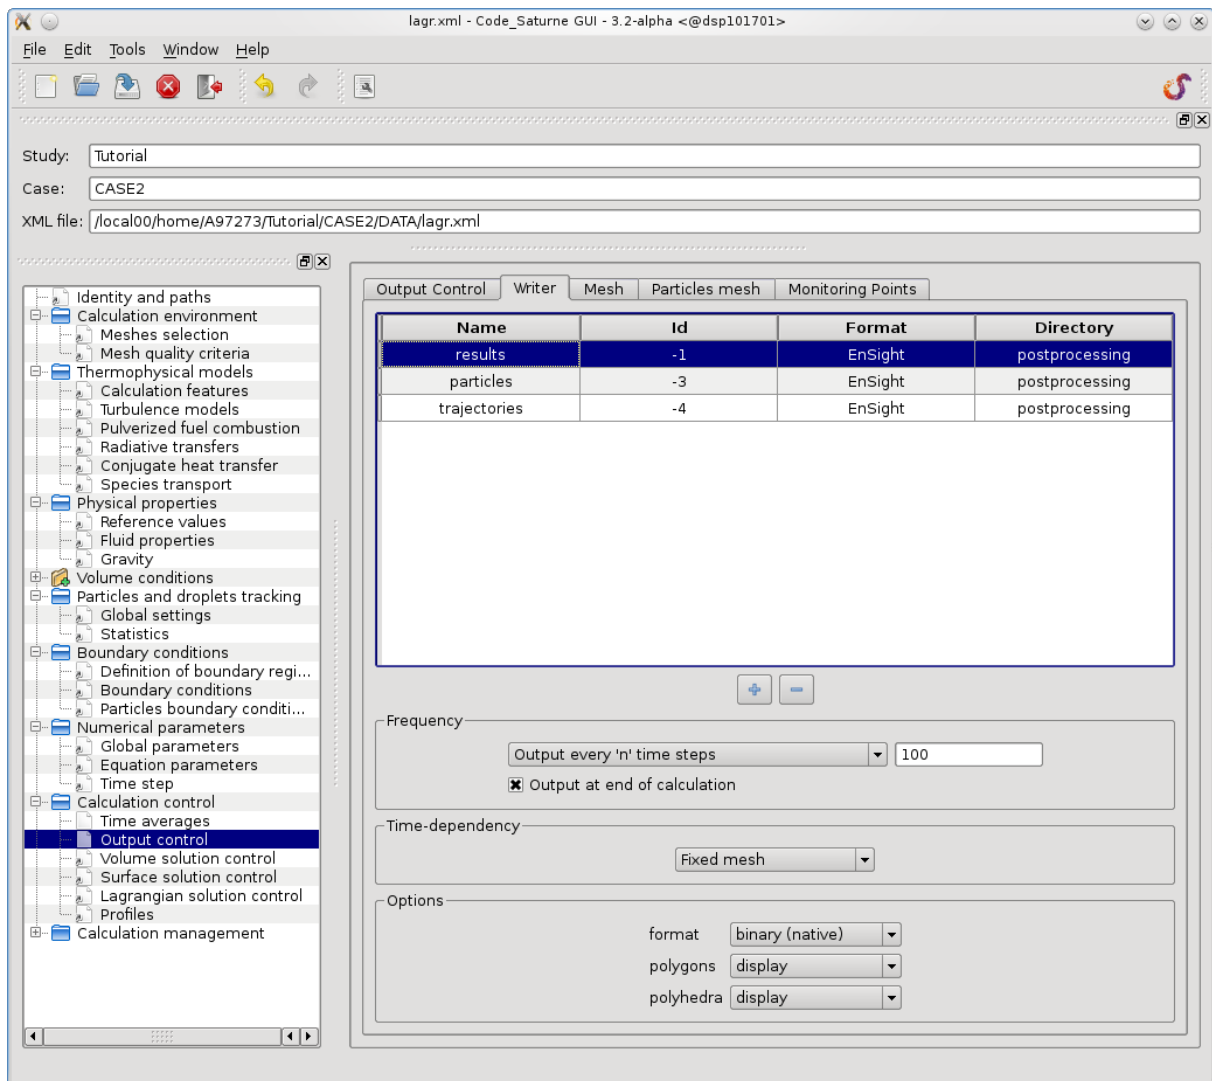 lagr.xml - Code_Saturne GUI - 3.2-alpha <@dsp101701>
File Edit Tools Window Help
Study: Tutorial
Case: CASE2
XML file: /local00/home/A97273/Tutorial/CASE2/DATA/lagr.xml
Identity and paths
Calculation environment
Meshes selection
Mesh quality criteria
Thermophysical models
Calculation features
Turbulence models
Pulverized fuel combustion
Radiative transfers
Conjugate heat transfer
Species transport
Physical properties
Reference values
Fluid properties
Gravity
Volume conditions
Particles and droplets tracking
Global settings
Statistics
Boundary conditions
Definition of boundary regi...
Boundary conditions
Particles boundary conditi...
Numerical parameters
Global parameters
Equation parameters
Time step
Calculation control
Time averages
Output control
Volume solution control
Surface solution control
Lagrangian solution control
Profiles
Calculation management
Output Control Writer Mesh Particles mesh Monitoring Points
Name Id Format Directory
results -1 EnSight postprocessing
particles -3 EnSight postprocessing
trajectories -4 EnSight postprocessing
Frequency
Output every 'n' time steps 100
Output at end of calculation
Time-dependency
Fixed mesh
Options
format binary (native)
polygons display
polyhedra display